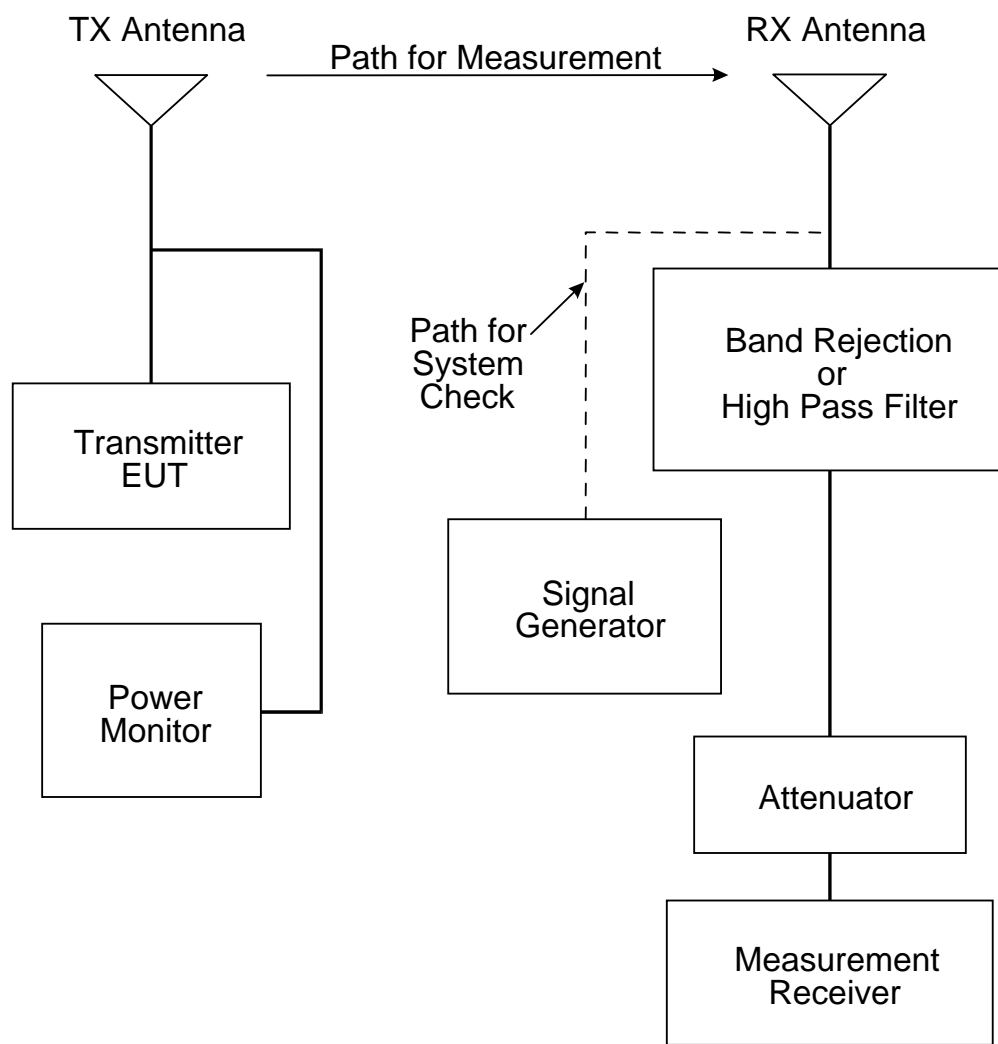 TX Antenna
RX Antenna
Path for Measurement
Path for
System
Check
Band Rejection
or
High Pass Filter
Transmitter
EUT
Signal
Generator
Power
Monitor
Attenuator
Measurement
Receiver